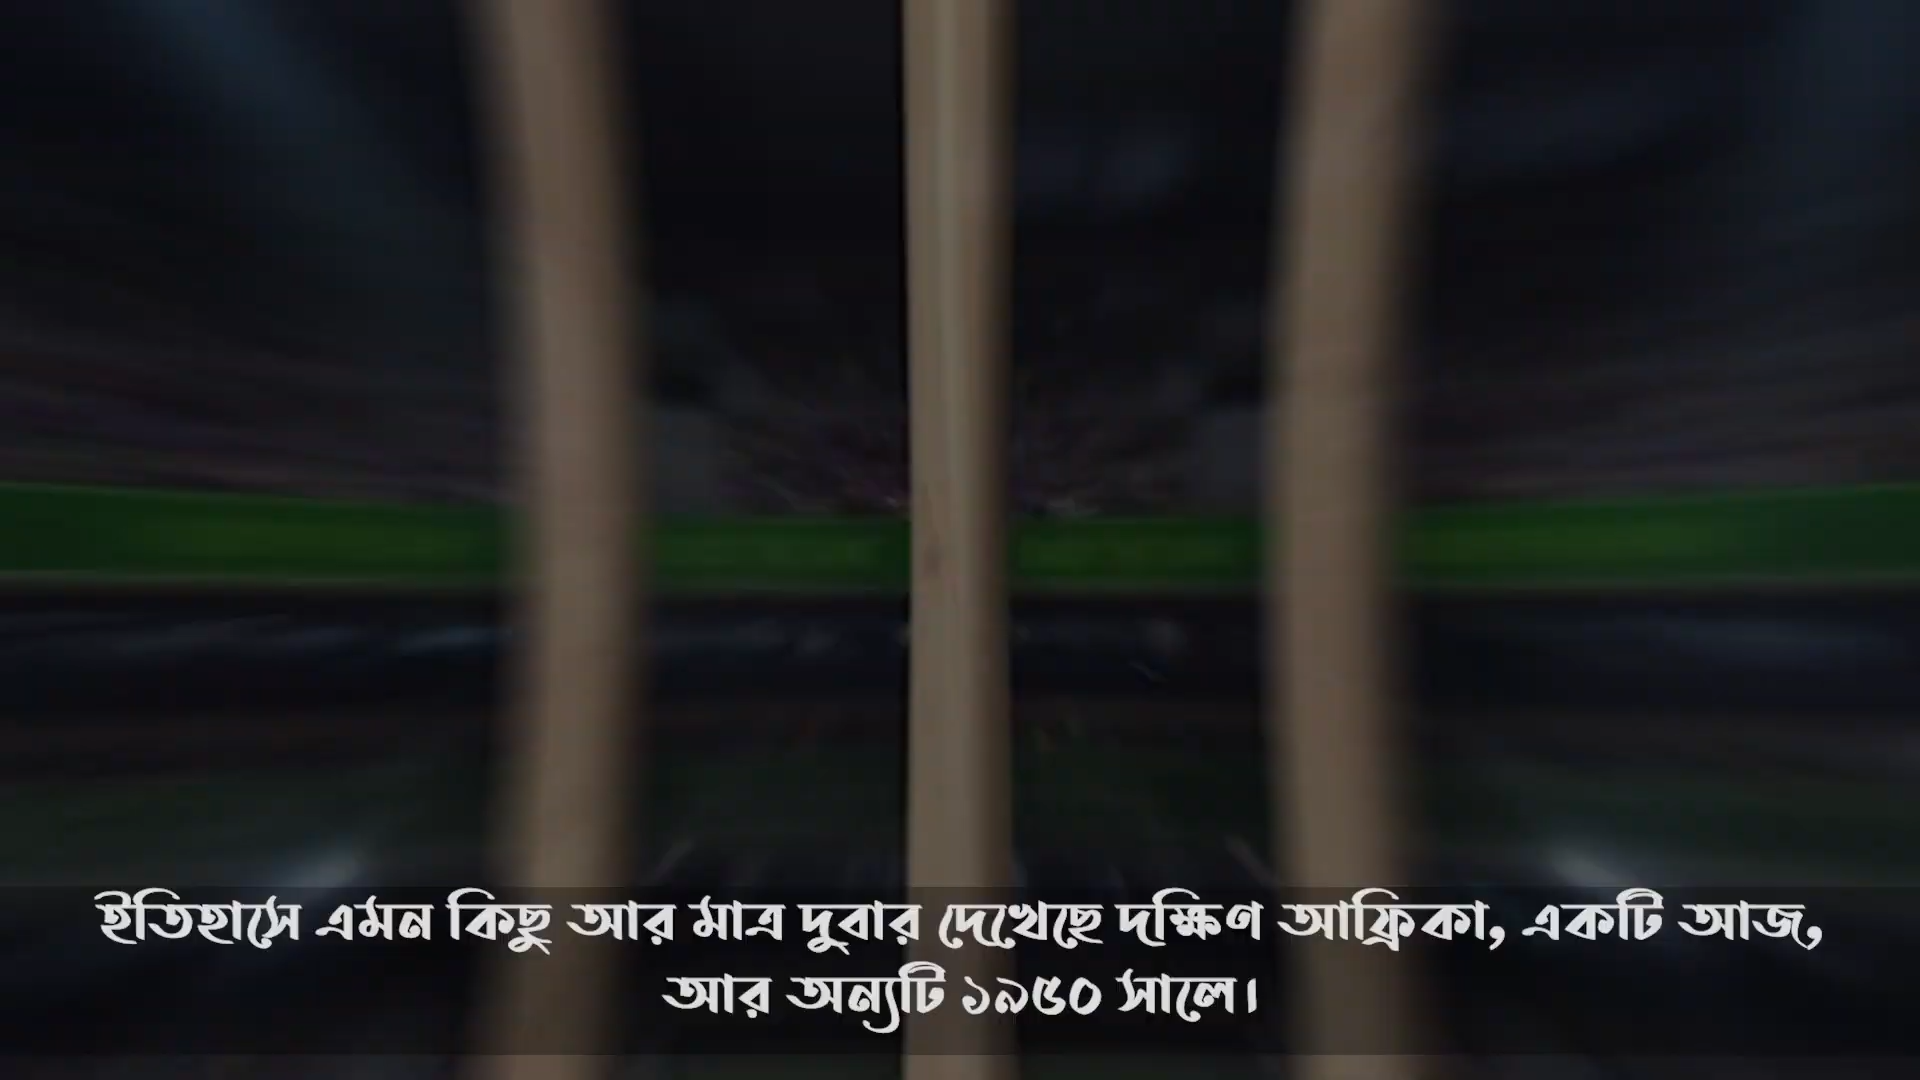 ইতিহাসে এমন কিছু আর মাত্র দুবার দেখেছে দক্ষিণ আফ্রিকা, একটি আজ,
আর অন্যটি ১৯৫০ সালে।